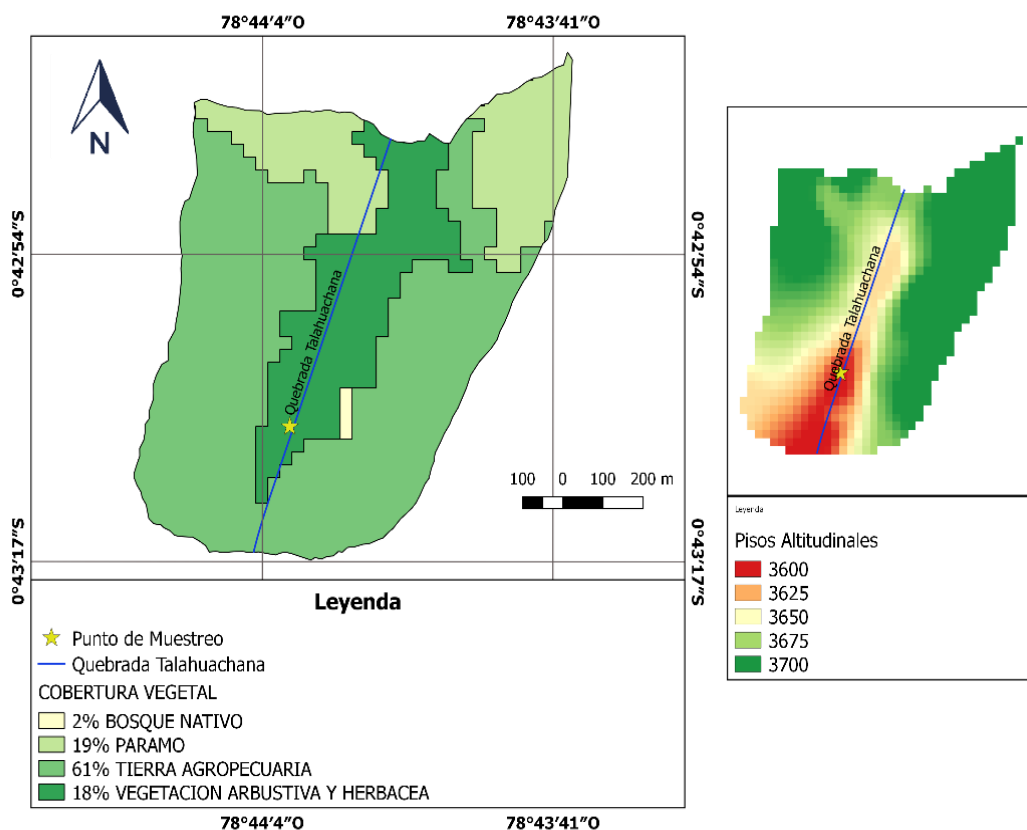 78°44′4″O
78°43′41″O
N
0°42′54″S
0°42′54″S
Quebrada Talahuachana
100 0 100 200 m
0°43′17″S
0°43′17″S
Leyenda
Punto de Muestreo
Quebrada Talahuachana
COBERTURA VEGETAL
2% BOSQUE NATIVO
19% PARAMO
61% TIERRA AGROPECUARIA
18% VEGETACION ARBUSTIVA Y HERBACEA
78°44′4″O
78°43′41″O
Quebrada Talahuachana
Leyenda
Pisos Altitudinales
3600
3625
3650
3675
3700